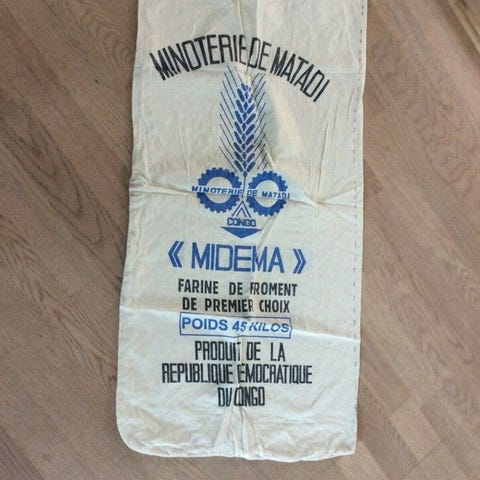 MINOTERIE DE MATADI
MINOTERIE DE MATADI
CONGO
《 MIDEMA 》
FARINE DE FROMENT
DE PREMIER CHOIX
POIDS 45 KILOS
PRODUIT DE LA
REPUBLIQUE EMOCRATIQUE
DU CONGO